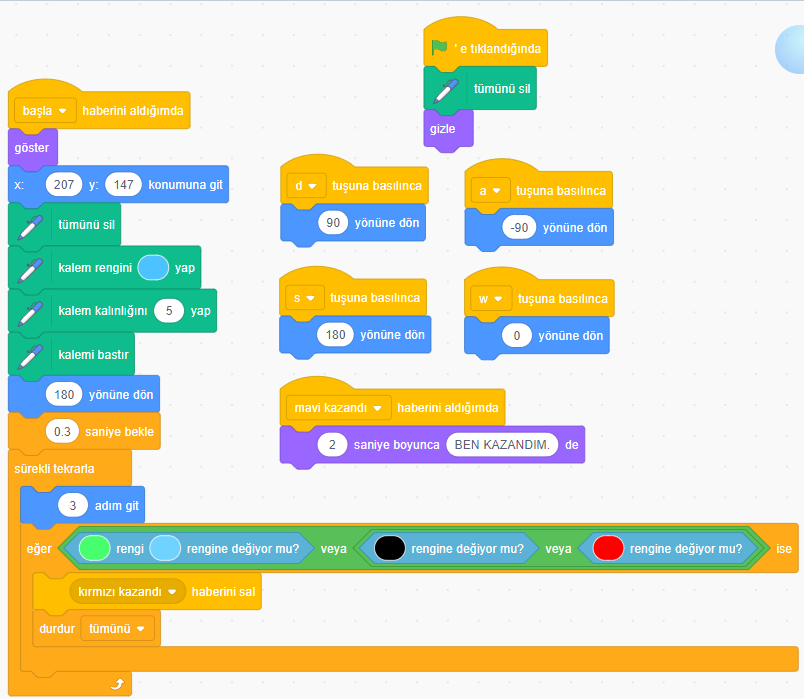 ' e tıklandığında
tümünü sil
gizle
başla haberini aldığımda
göster
x: 207 y: 147 konumuna git
tümünü sil
kalem rengini yap
kalem kalınlığını 5 yap
kalemi bastır
180 yönüne dön
0.3 saniye bekle
sürekli tekrarla
3 adım git
eğer rengi rengine değiyor mu? veya rengine değiyor mu? veya rengine değiyor mu? ise
kırmızı kazandı haberini sal
durdur tümünü
d tuşuna basılınca
90 yönüne dön
a tuşuna basılınca
-90 yönüne dön
s tuşuna basılınca
180 yönüne dön
w tuşuna basılınca
0 yönüne dön
mavi kazandı haberini aldığımda
2 saniye boyunca BEN KAZANDIM. de